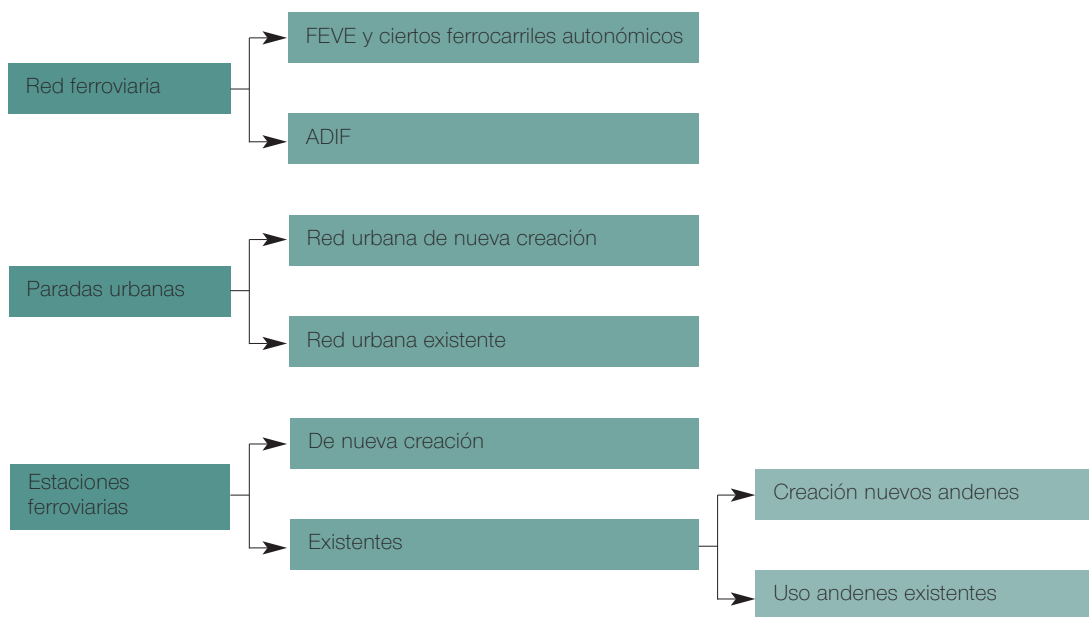 FEVE y ciertos ferrocarriles autonómicos
Red ferroviaria
ADIF
Red urbana de nueva creación
Paradas urbanas
Red urbana existente
De nueva creación
Estaciones
ferroviarias
Creación nuevos andenes
Existentes
Uso andenes existentes